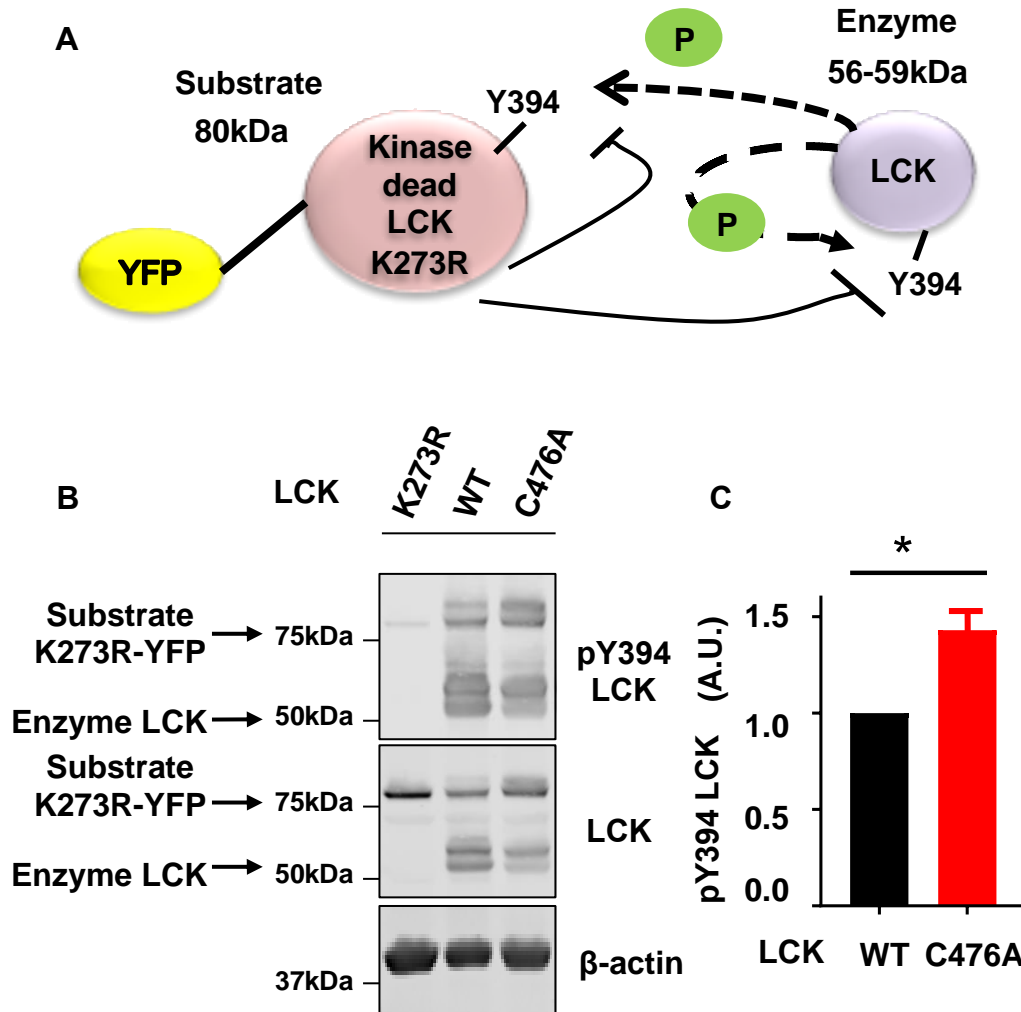 A
Enzyme
56-59kDa
P
Substrate
80kDa
Y394
Kinase
dead
LCK
K273R
LCK
P
YFP
Y394
B
LCK
K273R
WT
C476A
C
Substrate
K273R-YFP
75kDa
pY394
LCK
Enzyme LCK
50kDa
Substrate
K273R-YFP
75kDa
LCK
Enzyme LCK
50kDa
β-actin
37kDa
*
pY394 LCK (A.U.)
1.5
1.0
0.5
0.0
LCK WT C476A